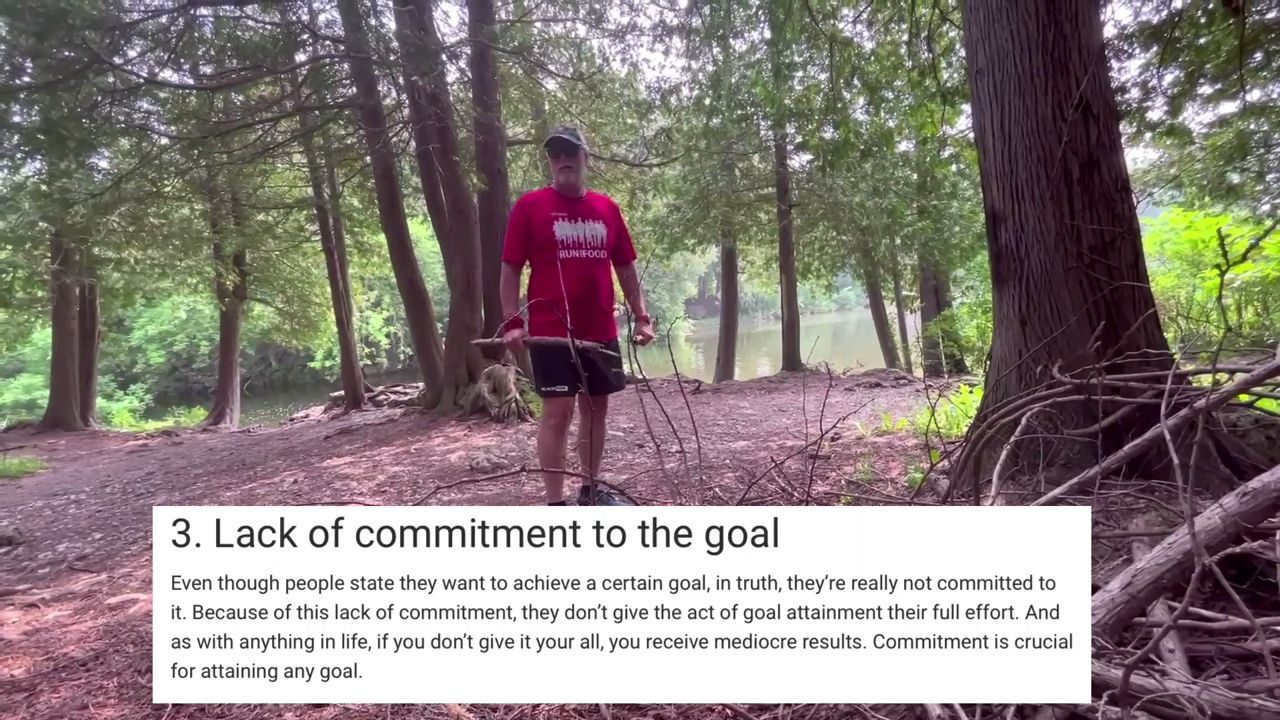 RUN FOOD
3. Lack of commitment to the goal
Even though people state they want to achieve a certain goal, in truth, they’re really not committed to
it. Because of this lack of commitment, they don’t give the act of goal attainment their full effort. And
as with anything in life, if you don’t give it your all, you receive mediocre results. Commitment is crucial
for attaining any goal.